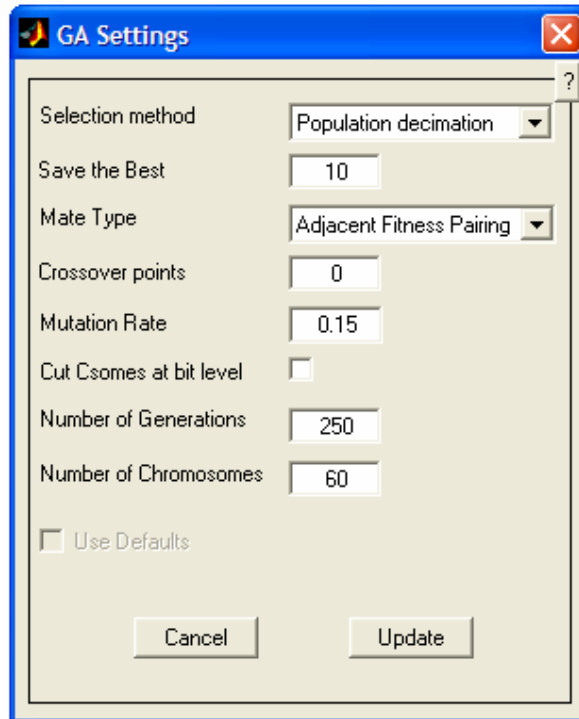 GA Settings
?
Selection method Population decimation
Save the Best 10
Mate Type Adjacent Fitness Pairing
Crossover points 0
Mutation Rate 0.15
Cut Csomes at bit level
Number of Generations 250
Number of Chromosomes 60
Use Defaults
Cancel Update